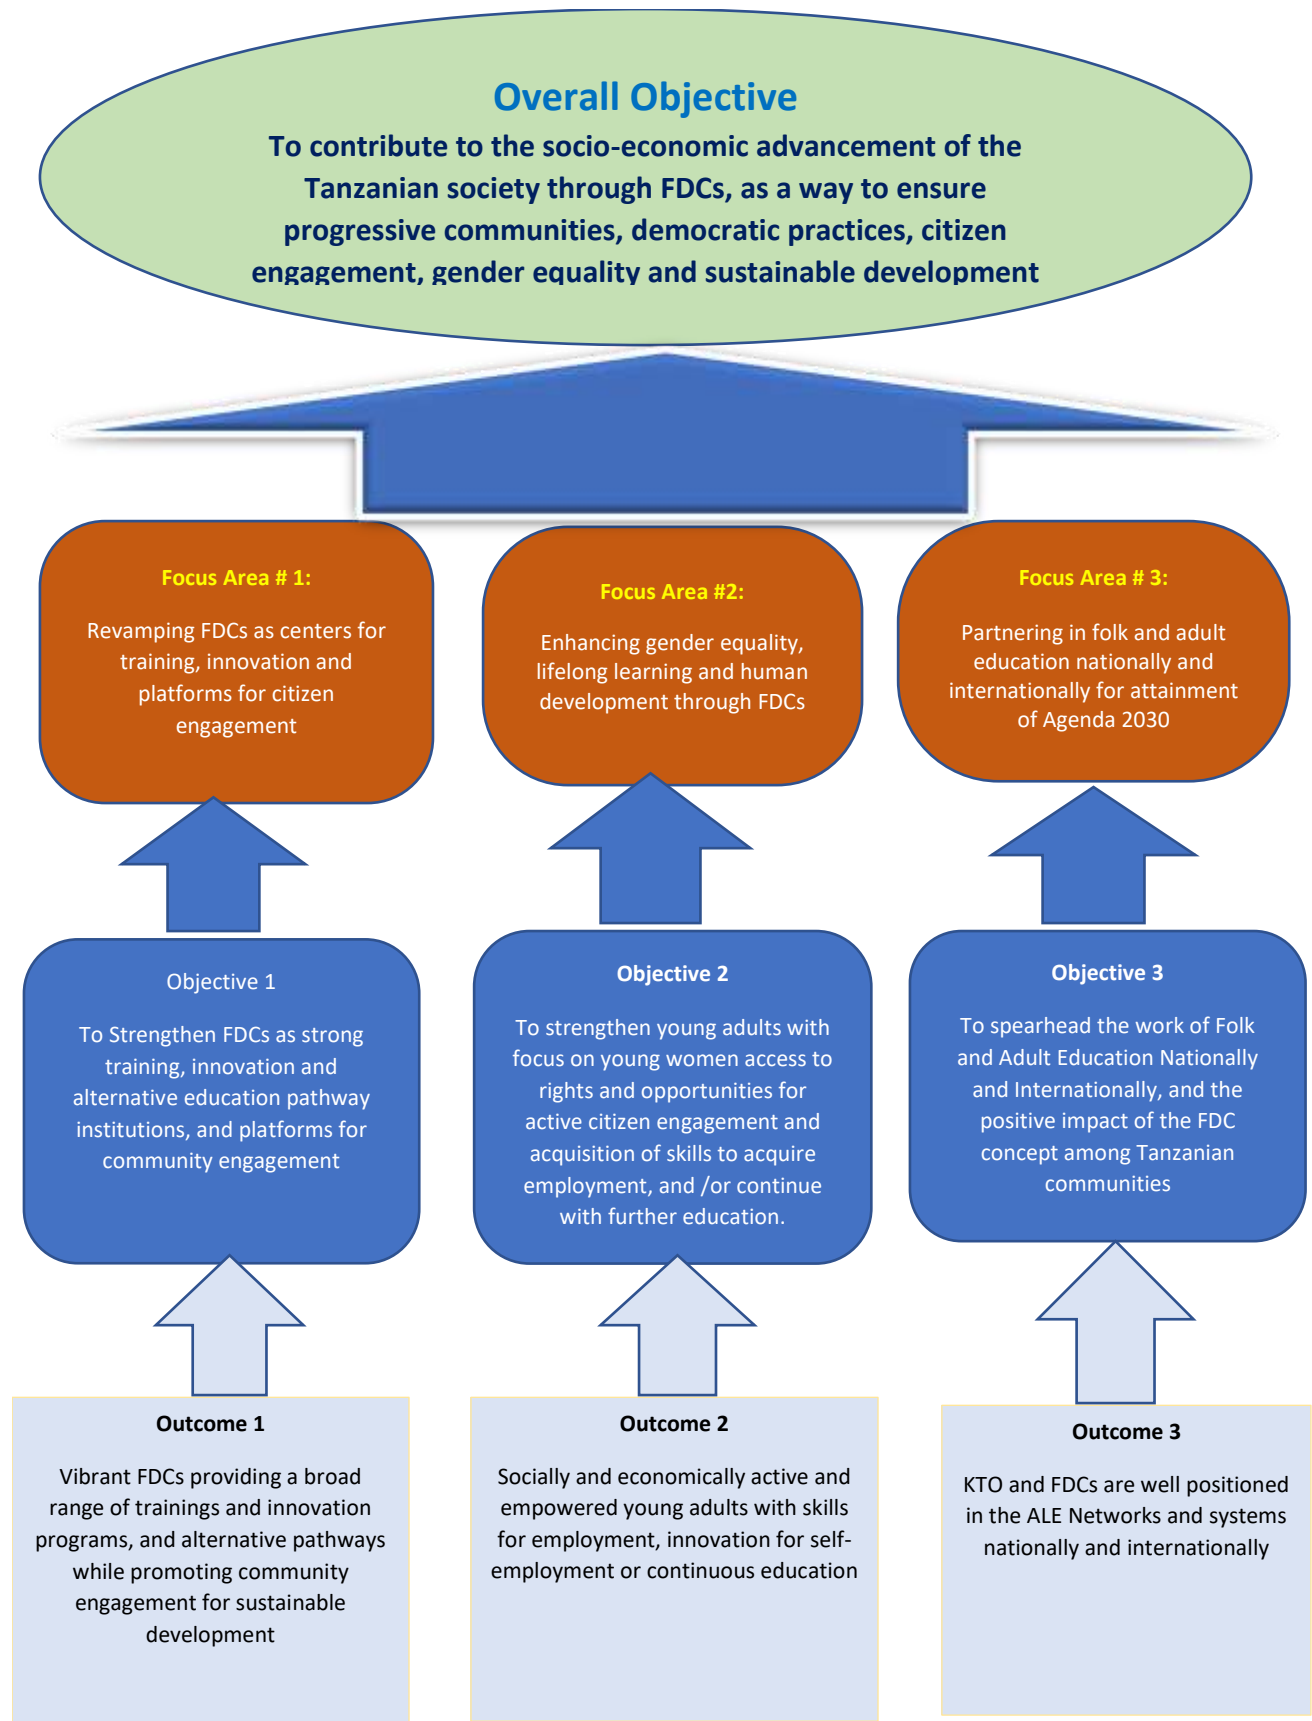 Overall Objective
To contribute to the socio-economic advancement of the
Tanzanian society through FDCs, as a way to ensure
progressive communities, democratic practices, citizen
engagement, gender equality and sustainable development
Focus Area # 1:
Revamping FDCs as centers for
training, innovation and
platforms for citizen
engagement
Focus Area #2:
Enhancing gender equality,
lifelong learning and human
development through FDCs
Focus Area # 3:
Partnering in folk and adult
education nationally and
internationally for attainment
of Agenda 2030
Objective 1
To Strengthen FDCs as strong
training, innovation and
alternative education pathway
institutions, and platforms for
community engagement
Objective 2
To strengthen young adults with
focus on young women access to
rights and opportunities for
active citizen engagement and
acquisition of skills to acquire
employment, and /or continue
with further education.
Objective 3
To spearhead the work of Folk
and Adult Education Nationally
and Internationally, and the
positive impact of the FDC
concept among Tanzanian
communities
Outcome 1
Vibrant FDCs providing a broad
range of trainings and innovation
programs, and alternative pathways
while promoting community
engagement for sustainable
development
Outcome 2
Socially and economically active and
empowered young adults with skills
for employment, innovation for self-
employment or continuous education
Outcome 3
KTO and FDCs are well positioned
in the ALE Networks and systems
nationally and internationally